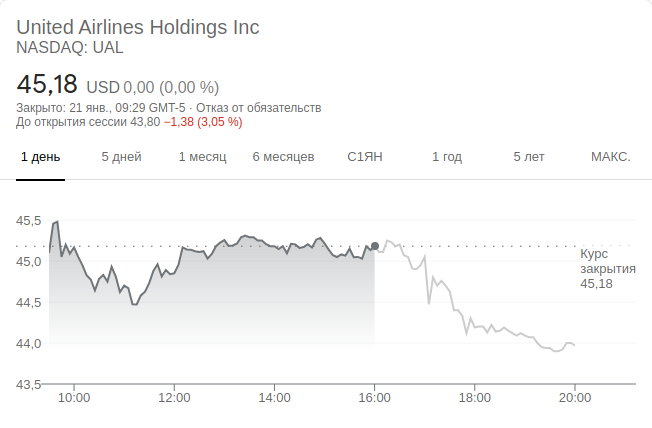 United Airlines Holdings Inc
NASDAQ: UAL
45,18 USD 0,00 (0,00 %)
Закрыто: 21 янв., 09:29 GMT-5 · Отказ от обязательств
До открытия сессии 43,80 −1,38 (3,05 %)
1 день 5 дней 1 месяц 6 месяцев С1ЯН 1 год 5 лет МАКС.
45,5
45,0
44,5
44,0
43,5
Курс
закрытия
45,18
10:00 12:00 14:00 16:00 18:00 20:00